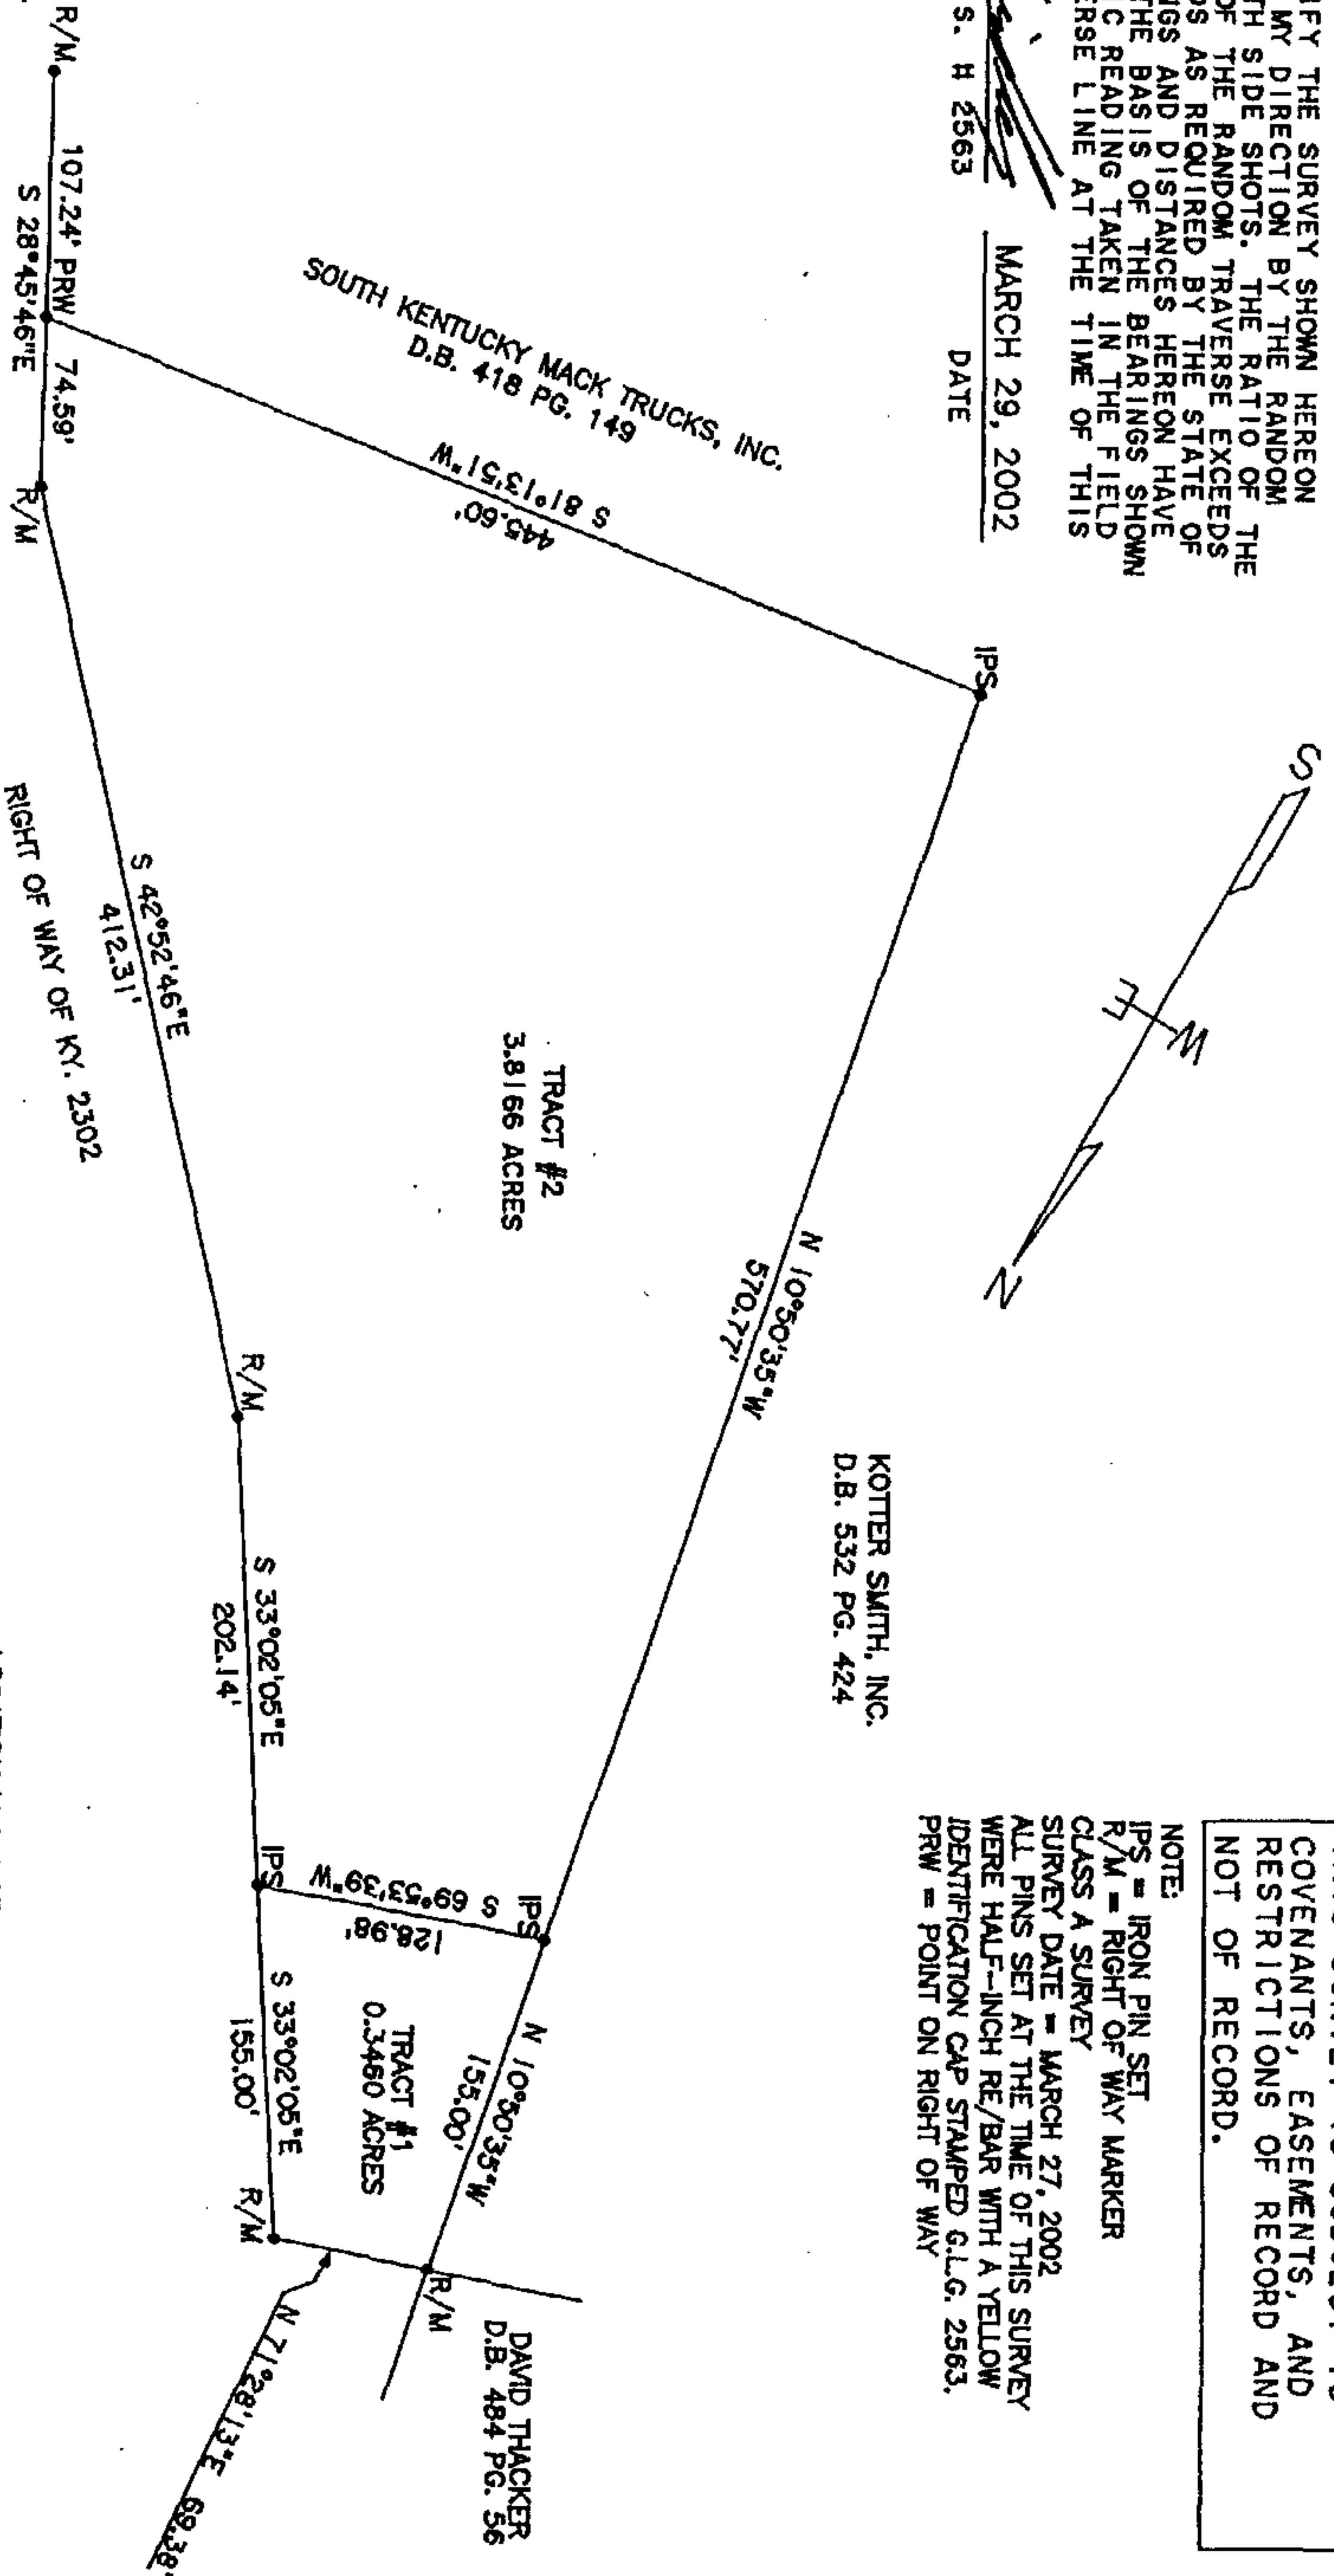 IFY THE SURVEY SHOWN HEREON
MY DIRECTION BY THE RANDOM
TH SIDE SHOTS. THE RATIO OF THE
OF THE RANDOM TRAVERSE EXCEEDS
DS AS REQUIRED BY THE STATE OF
NGS AND DISTANCES HEREON HAVE
THE BASIS OF THE BEARINGS SHOWN
IC READING TAKEN IN THE FIELD
ERSE LINE AT THE TIME OF THIS
S. # 2563
MARCH 29, 2002
DATE
S
E
W
N
COVENANTS, EASEMENTS, AND
RESTRICTIONS OF RECORD AND
NOT OF RECORD.
NOTE:
IPS = IRON PIN SET
R/M = RIGHT OF WAY MARKER
CLASS A SURVEY
SURVEY DATE = MARCH 27, 2002
ALL PINS SET AT THE TIME OF THIS SURVEY
WERE HALF-INCH RE/BAR WITH A YELLOW
IDENTIFICATION CAP STAMPED G.L.G. 2563.
PRW = POINT ON RIGHT OF WAY
KOTTER SMITH, INC.
D.B. 532 PG. 424
IPS
N 10°50'35"W
570.77'
SOUTH KENTUCKY MACK TRUCKS, INC.
D.B. 418 PG. 149
S 81°13'51"W
445.60'
TRACT #2
3.8166 ACRES
IPS
N 10°50'35"W
155.00'
DAVID THACKER
D.B. 484 PG. 56
R/M
S 69°53'39"W
128.98'
TRACT #1
0.3460 ACRES
R/M
107.24'
PRW
74.59'
S 28°45'46"E
R/M
S 42°52'46"E
412.31'
R/M
S 33°02'05"E
202.14'
IPS
S 33°02'05"E
155.00'
R/M
N 71°28'13"E 69.38'
RIGHT OF WAY OF KY. 2302